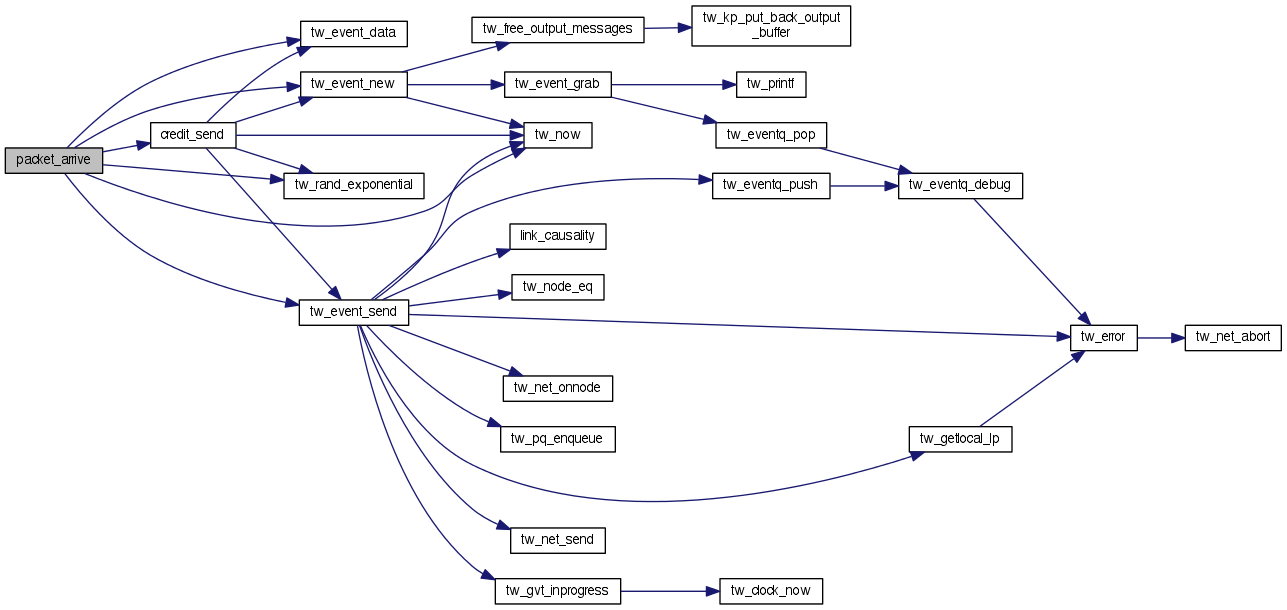 tw_free_output_messages
tw_kp_put_back_output
_buffer
tw_event_data
tw_event_new
tw_event_grab
tw_printf
credit_send
tw_now
tw_eventq_pop
packet_arrive
tw_rand_exponential
tw_eventq_push
tw_eventq_debug
link_causality
tw_node_eq
tw_event_send
tw_error
tw_net_abort
tw_net_onnode
tw_pq_enqueue
tw_getlocal_lp
tw_net_send
tw_gvt_inprogress
tw_clock_now